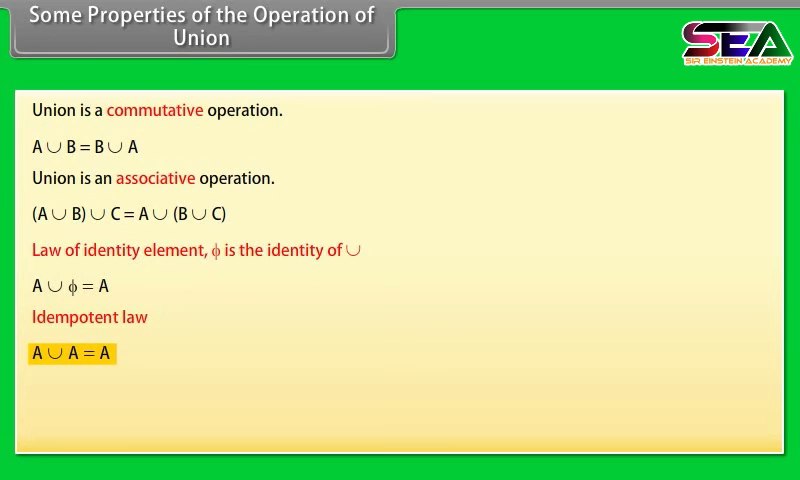 Some Properties of the Operation of
Union
SEA
SIR EINSTEIN ACADEMY
Union is a commutative operation.
A ∪ B = B ∪ A
Union is an associative operation.
(A ∪ B) ∪ C = A ∪ (B ∪ C)
Law of identity element, ϕ is the identity of ∪
A ∪ ϕ = A
Idempotent law
A ∪ A = A